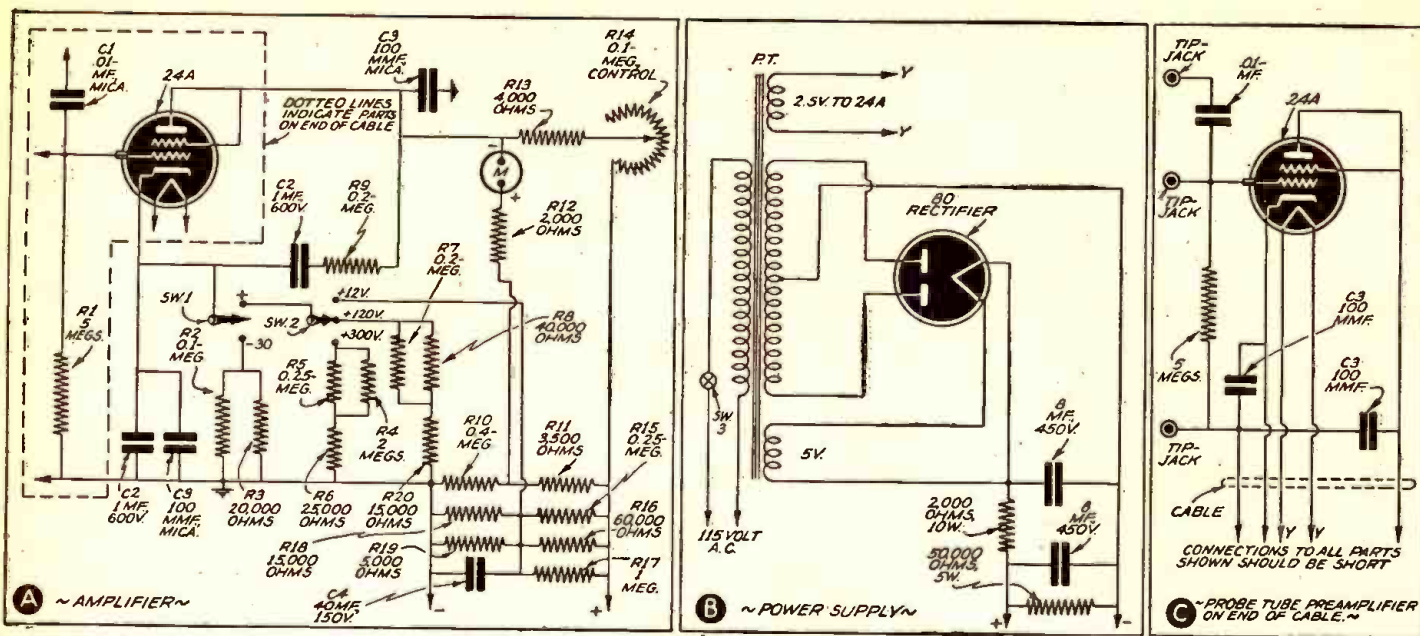 C1
.01-
MF.
MICA.
24A
DOTTED LINES
INDICATE PARTS
ON END OF CABLE
C3
100
MMF.
MICA.
R13
4,000
OHMS
R14
0.1-
MEG.
CONTROL
-
M
+
C2
1 MF.
600V.
R9
0.2-
MEG.
R12
2,000
OHMS
R7
0.2-
MEG.
SW.1
+
-30
SW.2
+12V.
+120V.
+300V.
R8
40,000
OHMS
R1
5
MEGS.
R2
0.1-
MEG.
R5
0.25-
MEG.
R4
2
MEGS.
R10
0.4-
MEG.
R11
3,500
OHMS
R15
0.25-
MEG.
C2
1 MF.
600V.
C3
100
MMF.
MICA.
R3
20,000
OHMS
R6
25,000
OHMS
R20
15,000
OHMS
R16
60,000
OHMS
R18
15,000
OHMS
R19
5,000
OHMS
R17
1
MEG.
C4
40MF.
150V.
-
+
A
~AMPLIFIER~
P.T.
Y
2.5V. TO 24A
Y
80
RECTIFIER
SW.
3
5V.
115 VOLT
A.C.
8
MF.
450V.
2,000
OHMS,
10W.
8
MF.
450V.
50,000
OHMS,
5W.
+
-
B
~POWER SUPPLY~
TIP-
JACK
.01-
MF.
24A
TIP-
JACK
5
MEGS.
C3
100
MMF.
C3
100
MMF.
TIP-
JACK
CABLE
Y
Y
CONNECTIONS TO ALL PARTS
SHOWN SHOULD BE SHORT
C
~PROBE TUBE PREAMPLIFIER
ON END OF CABLE.~